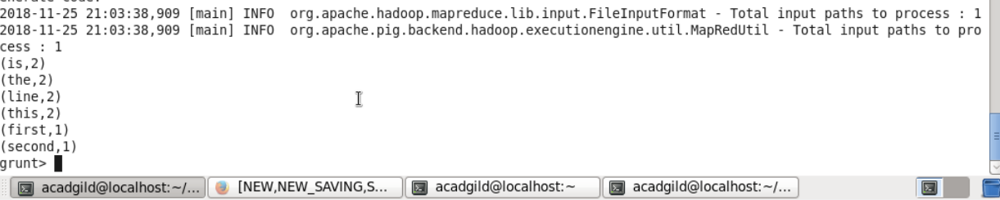 2018-11-25 21:03:38,909 [main] INFO  org.apache.hadoop.mapreduce.lib.input.FileInputFormat - Total input paths to process : 1
2018-11-25 21:03:38,909 [main] INFO  org.apache.pig.backend.hadoop.executionengine.util.MapRedUtil - Total input paths to pro
cess : 1
(is,2)
(the,2)
(line,2)
(this,2)
(first,1)
(second,1)
grunt>
acadgild@localhost:~/... [NEW,NEW_SAVING,S... acadgild@localhost:~ acadgild@localhost:~/...